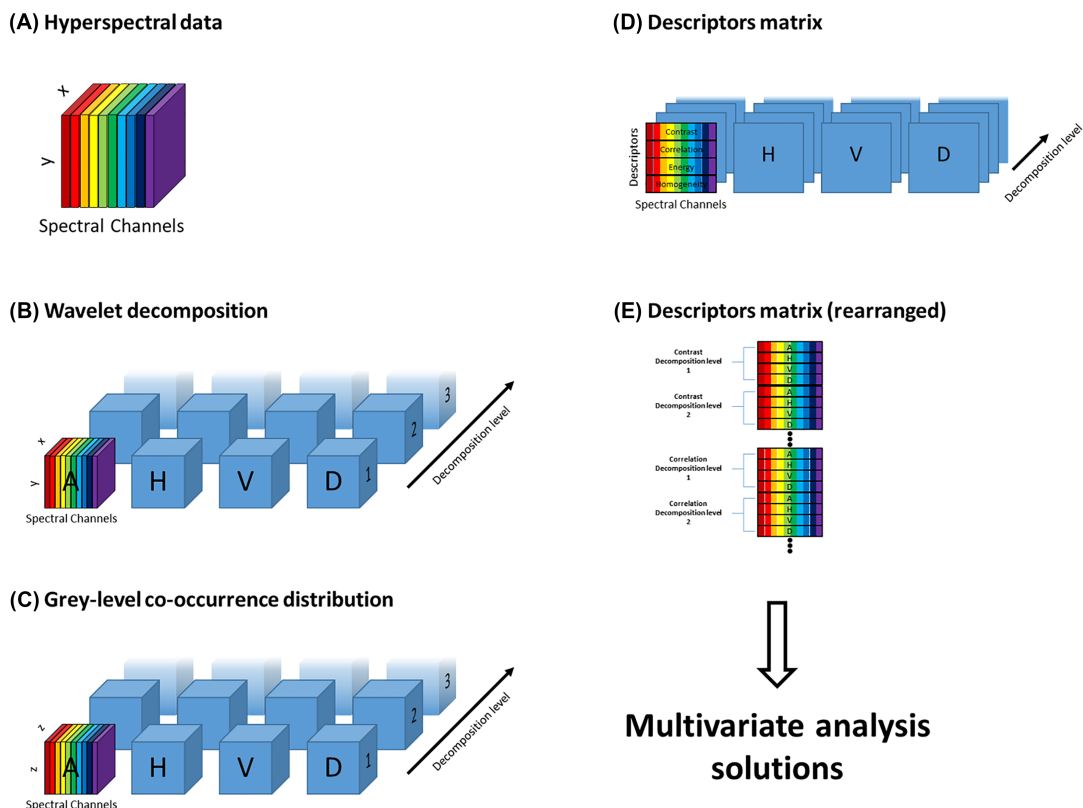 (A) Hyperspectral data
x
y
Spectral Channels
(B) Wavelet decomposition
3
2
x
y
A
H
V
D
1
Decomposition level
Spectral Channels
(C) Grey-level co-occurrence distribution
3
2
z
z
A
H
V
D
1
Decomposition level
Spectral Channels
(D) Descriptors matrix
Descriptors
Contrast
Correlation
Energy
Homogeneity
H
V
D
Decomposition level
Spectral Channels
(E) Descriptors matrix (rearranged)
Contrast
Decomposition level
1
A
H
V
D
Contrast
Decomposition level
2
A
H
V
D
Correlation
Decomposition level
1
A
H
V
D
Correlation
Decomposition level
2
A
H
V
D
Multivariate analysis
solutions